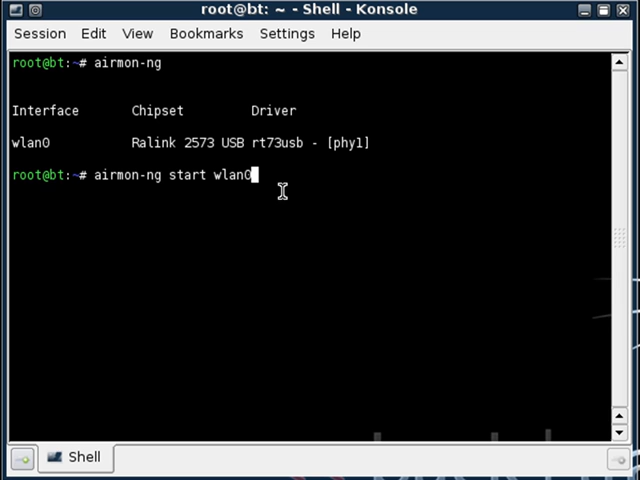 root@bt: ~ - Shell - Konsole
Session Edit View Bookmarks Settings Help
root@bt:~# airmon-ng
Interface Chipset Driver
wlan0 Ralink 2573 USB rt73usb - [phy1]
root@bt:~# airmon-ng start wlan0
Shell